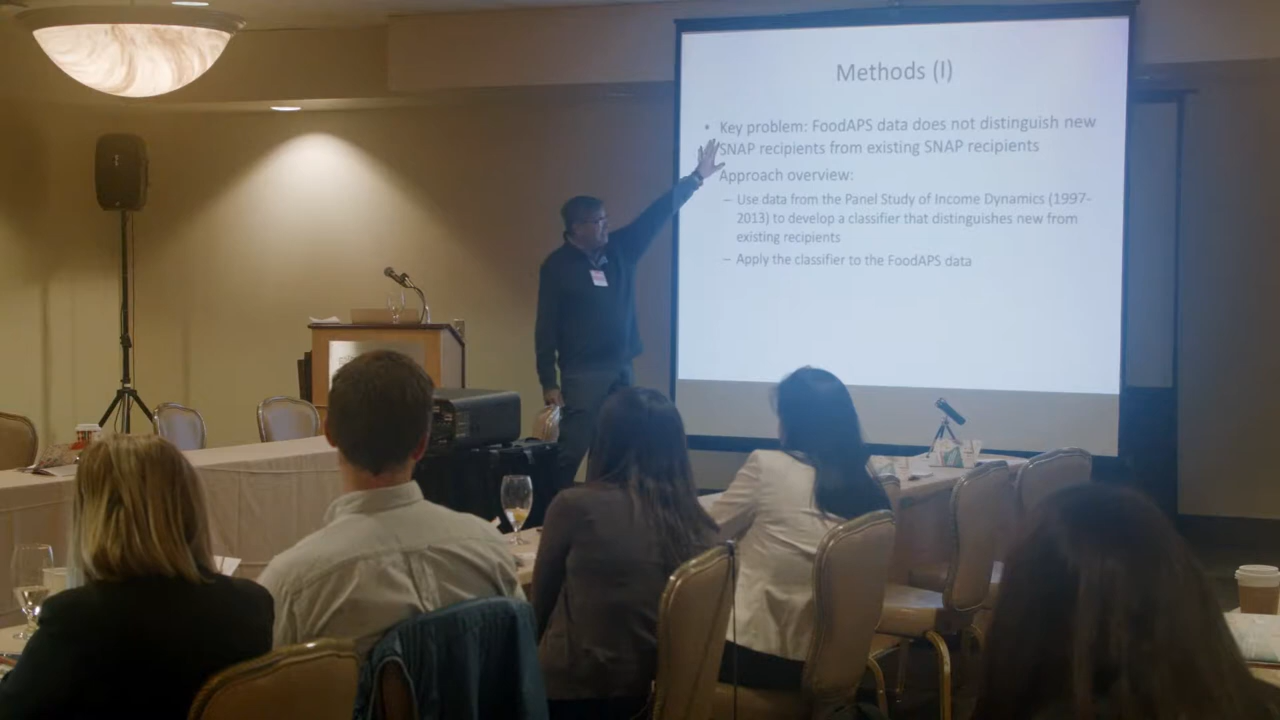 Methods (I)
• Key problem: FoodAPS data does not distinguish new
SNAP recipients from existing SNAP recipients
Approach overview:
– Use data from the Panel Study of Income Dynamics (1997-
2013) to develop a classifier that distinguishes new from
existing recipients
– Apply the classifier to the FoodAPS data